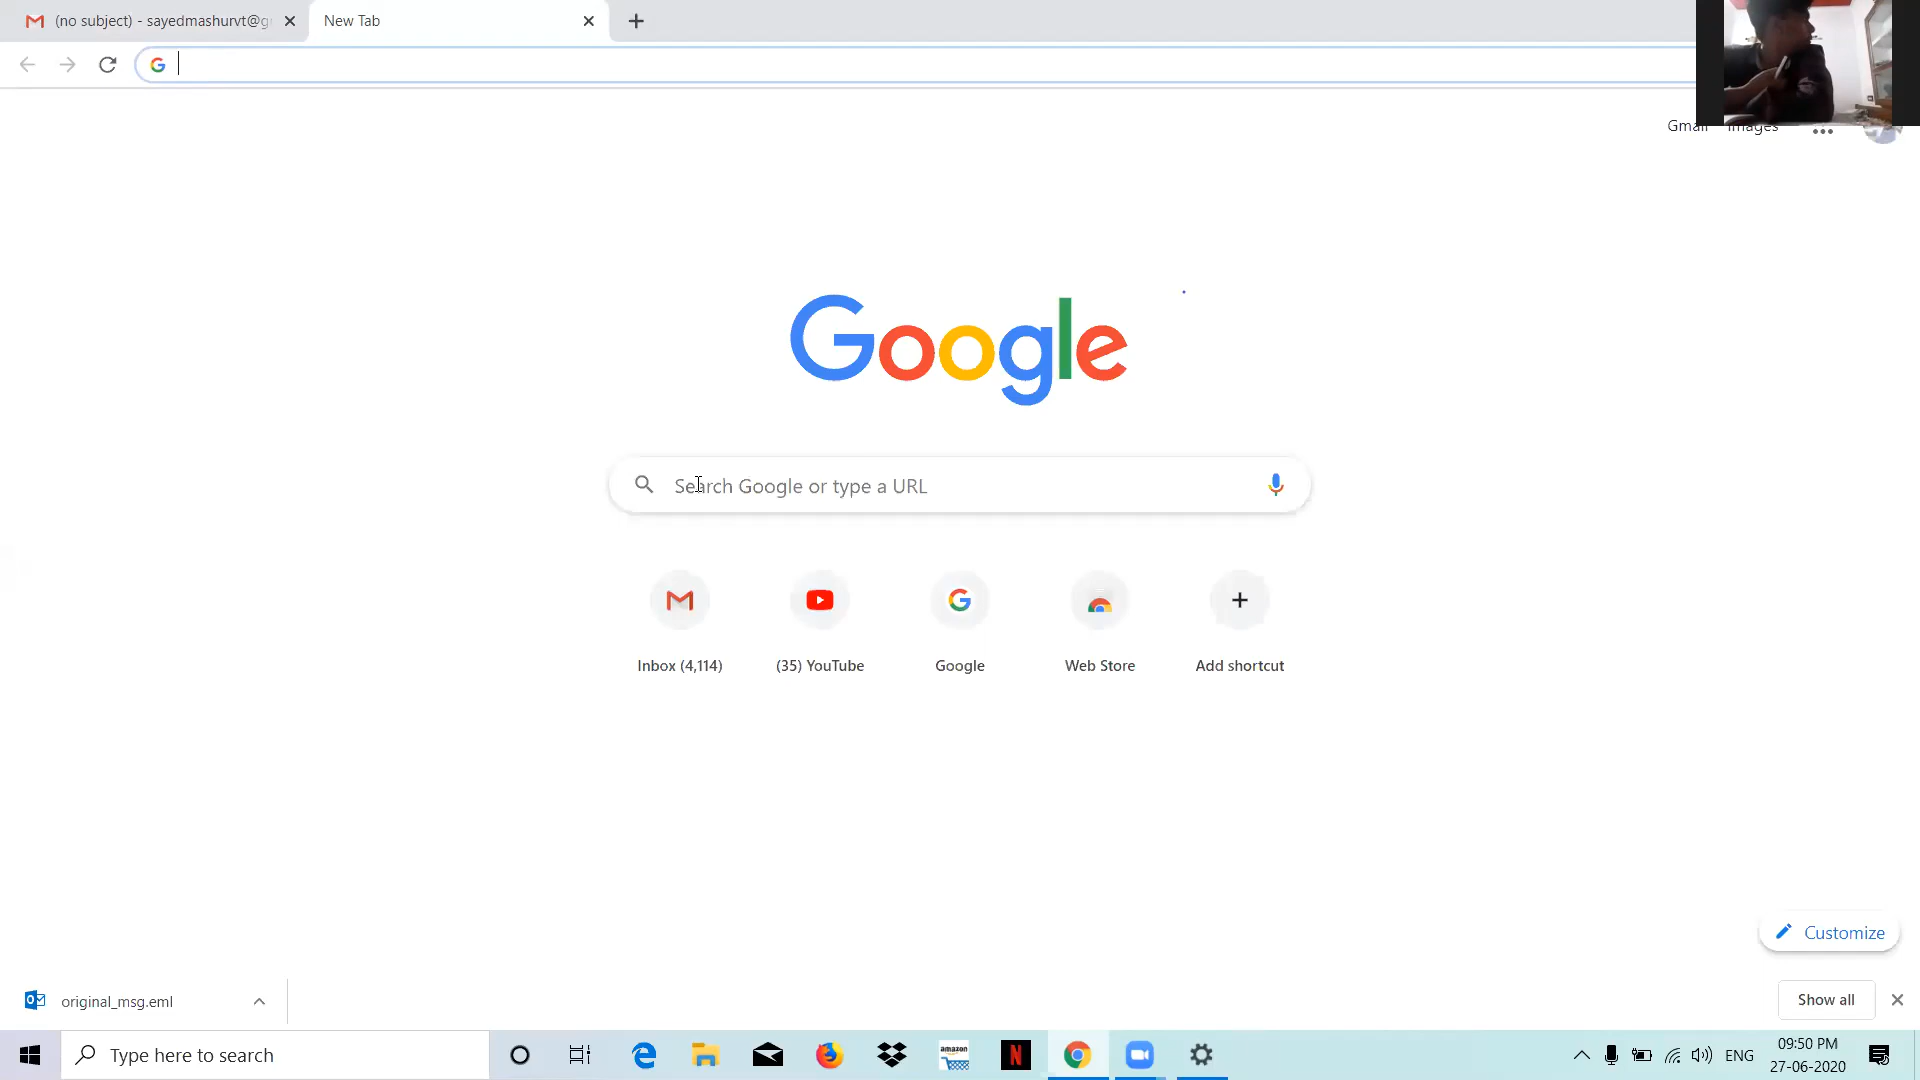 (no subject) - sayedmashurvt@g
New Tab
Gmail Images
Google
Search Google or type a URL
Inbox (4,114)
(35) YouTube
Google
Web Store
Add shortcut
Customize
original_msg.eml
Show all
Type here to search
amazon
N
ENG
09:50 PM
27-06-2020